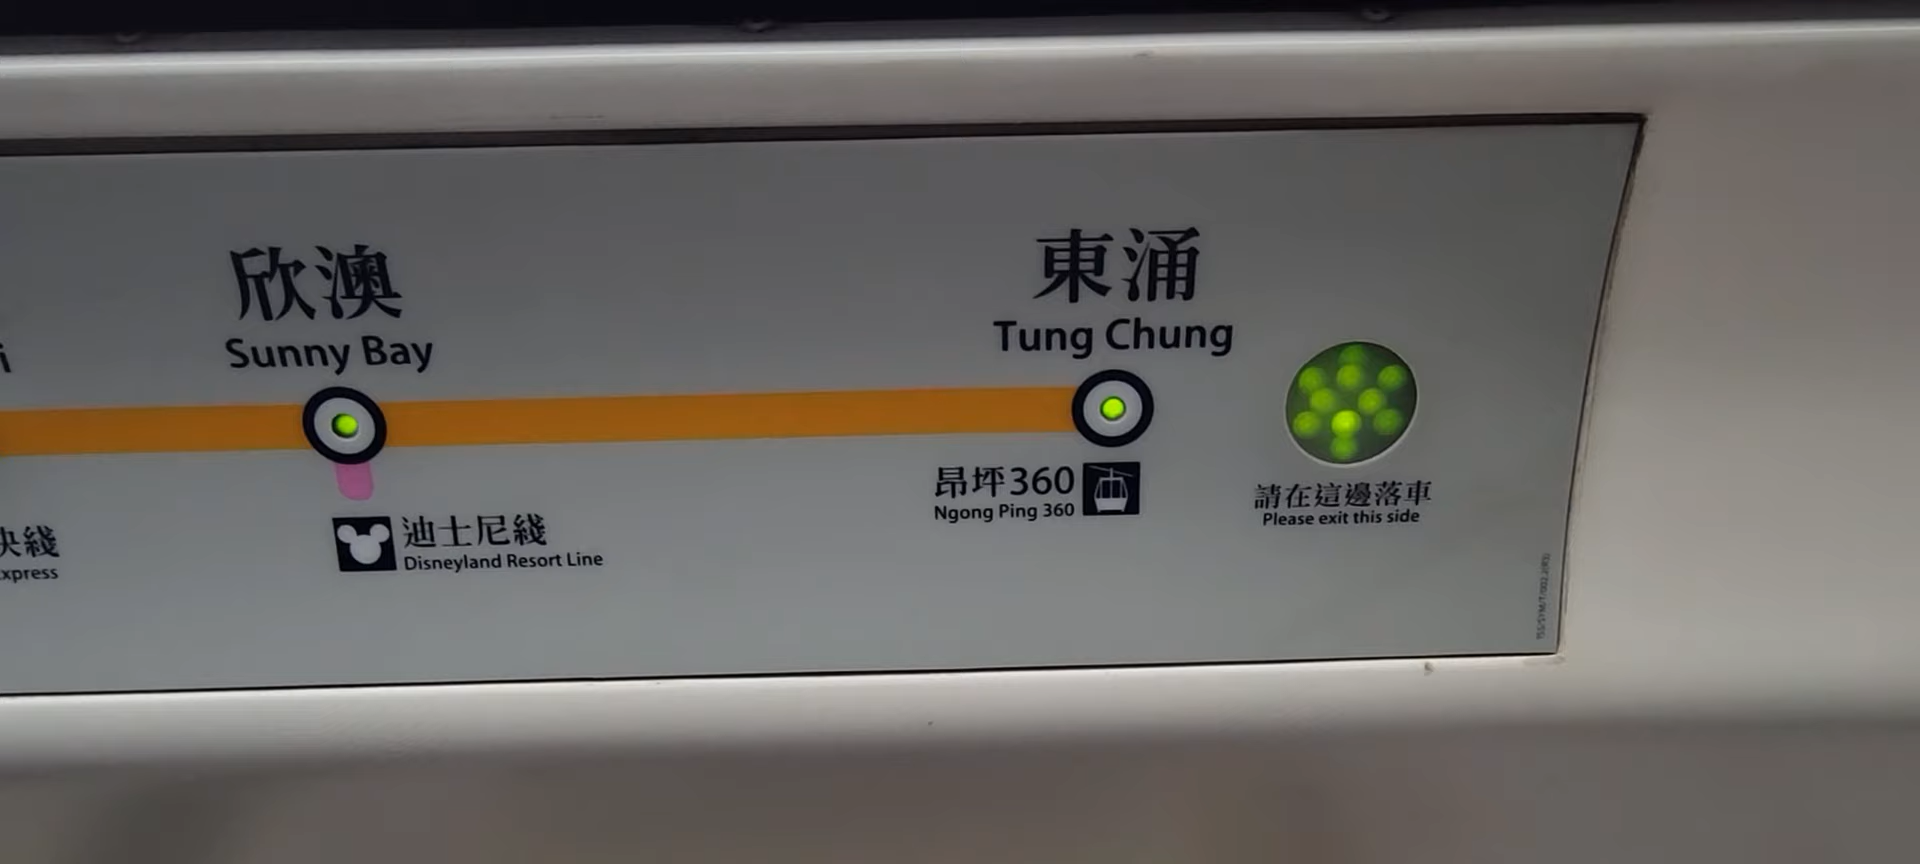 欣澳
Sunny Bay
東涌
Tung Chung
i
快綫
xpress
迪士尼綫
Disneyland Resort Line
昂坪360
Ngong Ping 360
請在這邊落車
Please exit this side